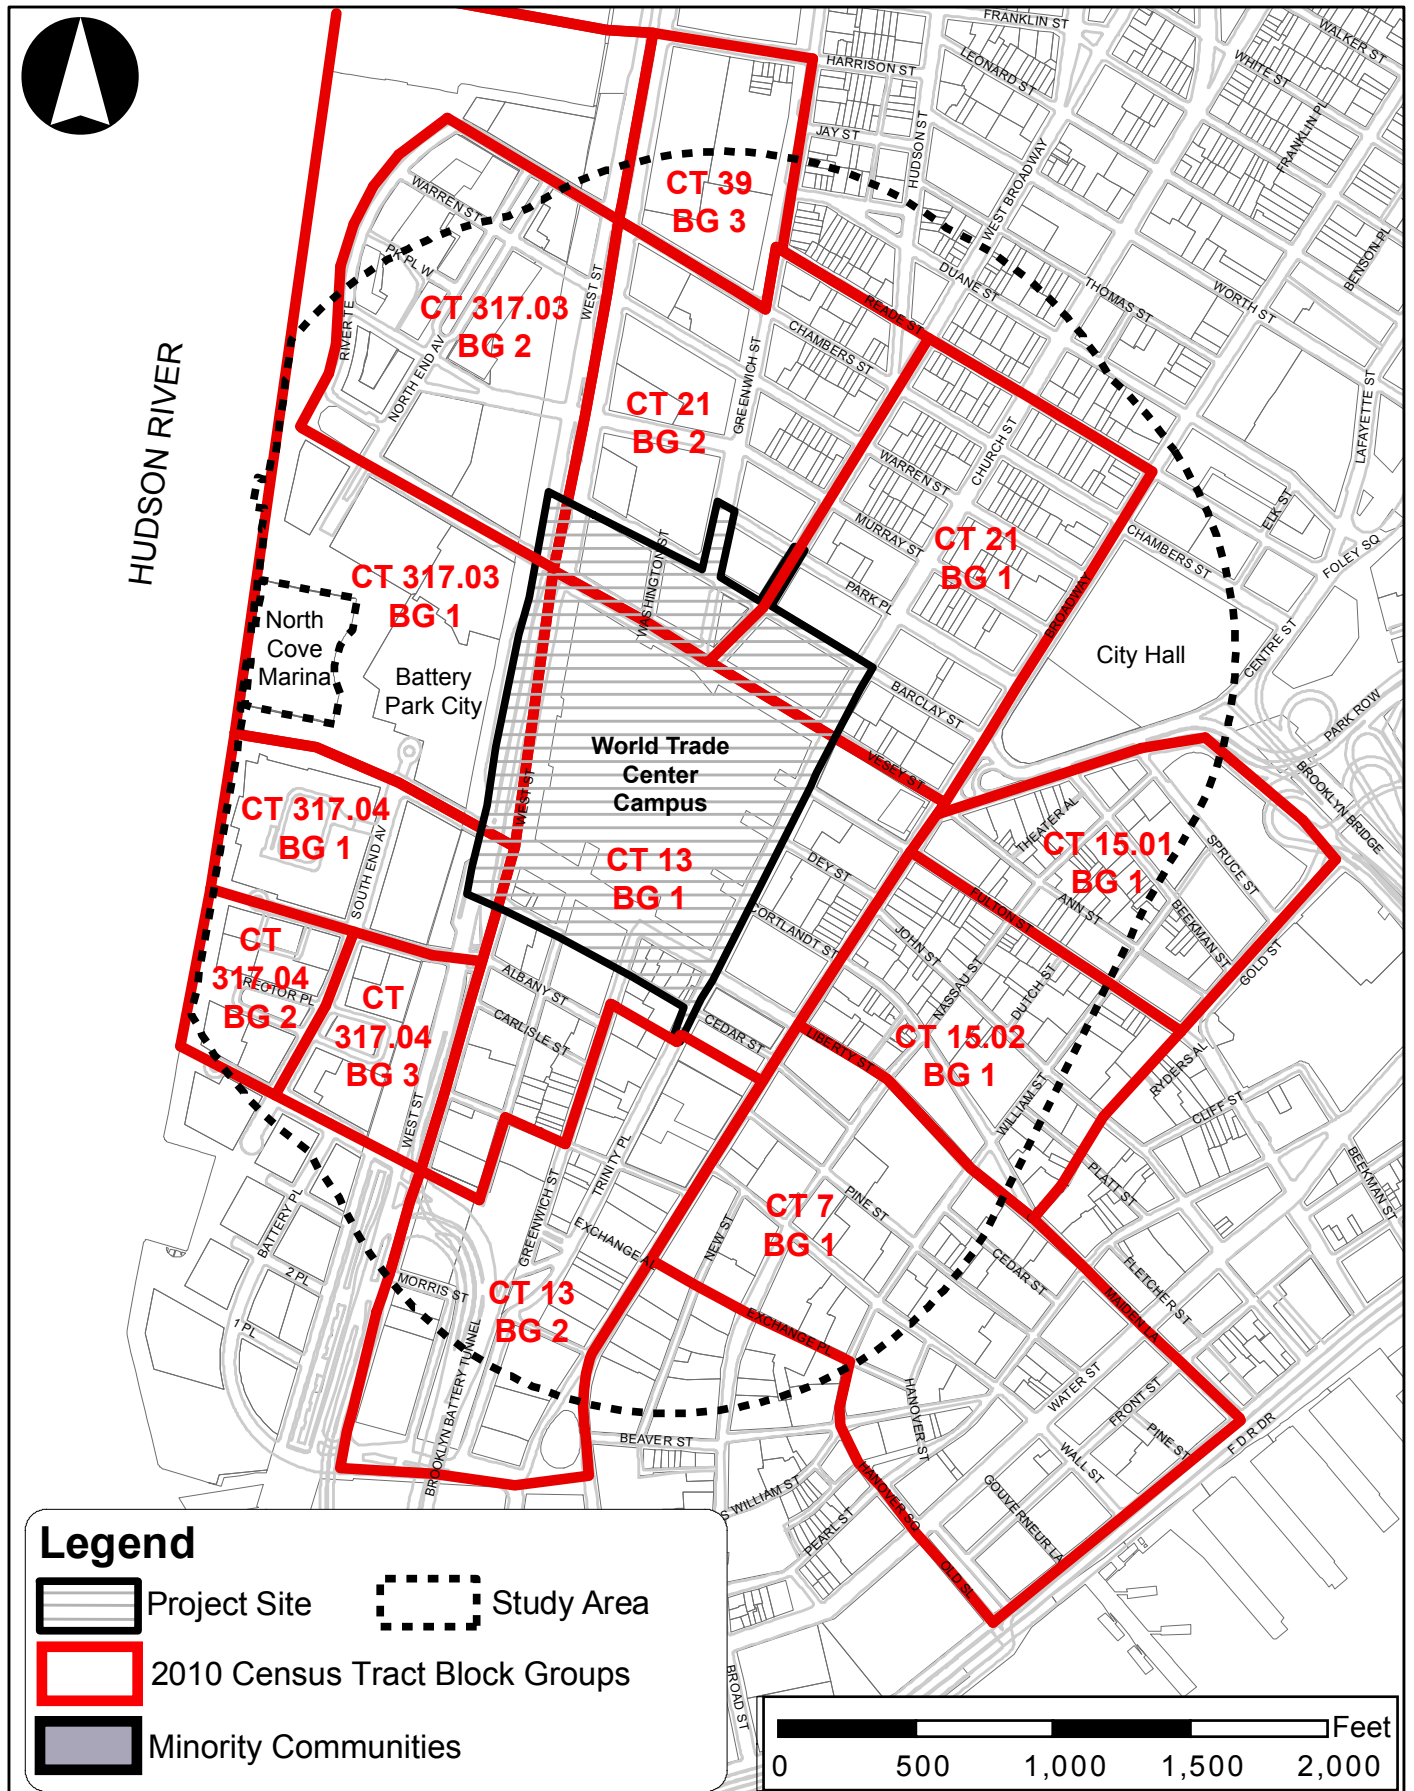 FRANKLIN ST
WALKER ST
HARRISON ST
LEONARD ST
WHITE ST
JAY ST
HUDSON ST
FRANKLIN PL
WEST BROADWAY
CT 39
BG 3
WARREN ST
PK PL W
BENSON PL
DUANE ST
THOMAS ST
WORTH ST
WEST ST
CT 317.03
BG 2
RIVER TE
READE ST
CHAMBERS ST
GREENWICH ST
NORTH END AV
HUDSON RIVER
CT 21
BG 2
LAFAYETTE ST
CHURCH ST
WARREN ST
MURRAY ST
CT 21
BG 1
ELK ST
CHAMBERS ST
FOLEY SQ
WASHINGTON ST
PARK PL
BROADWAY
CT 317.03
BG 1
North
Cove
Marina
Battery
Park City
City Hall
CENTRE ST
BARCLAY ST
PARK ROW
World Trade
Center
Campus
VESEY ST
WEST ST
BROOKLYN BRIDGE
THEATER AL
CT 317.04
BG 1
SOUTH END AV
CT 13
BG 1
DEY ST
CT 15.01
BG 1
SPRUCE ST
FULTON ST
ANN ST
BEEKMAN ST
CORTLANDT ST
JOHN ST
GOLD ST
CT
317.04
BG 2
RECTOR PL
ALBANY ST
NASSAU ST
DUTCH ST
CT
317.04
BG 3
CARLISLE ST
CEDAR ST
LIBERTY ST
CT 15.02
BG 1
RYDERS AL
CLIFF ST
WILLIAM ST
WEST ST
TRINITY PL
PLATT ST
BEEKMAN ST
GREENWICH ST
CT 7
BG 1
PINE ST
BATTERY PL
EXCHANGE AL
NEW ST
CEDAR ST
FLETCHER ST
2 PL
MORRIS ST
CT 13
BG 2
MAIDEN LA
1 PL
EXCHANGE PL
BROOKLYN BATTERY TUNNEL
HANOVER ST
WATER ST
FRONT ST
PINE ST
F D R DR
BEAVER ST
WALL ST
S WILLIAM ST
HANOVER SQ
GOUVERNEUR LA
PEARL ST
OLD SL
BROAD ST
Legend
Project Site
Study Area
2010 Census Tract Block Groups
Minority Communities
Feet
0 500 1,000 1,500 2,000